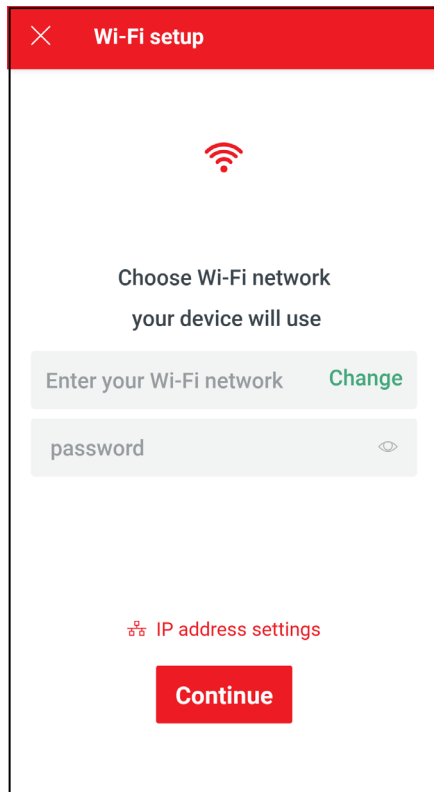 Wi-Fi setup
Choose Wi-Fi network
your device will use
Enter your Wi-Fi network Change
password
IP address settings
Continue